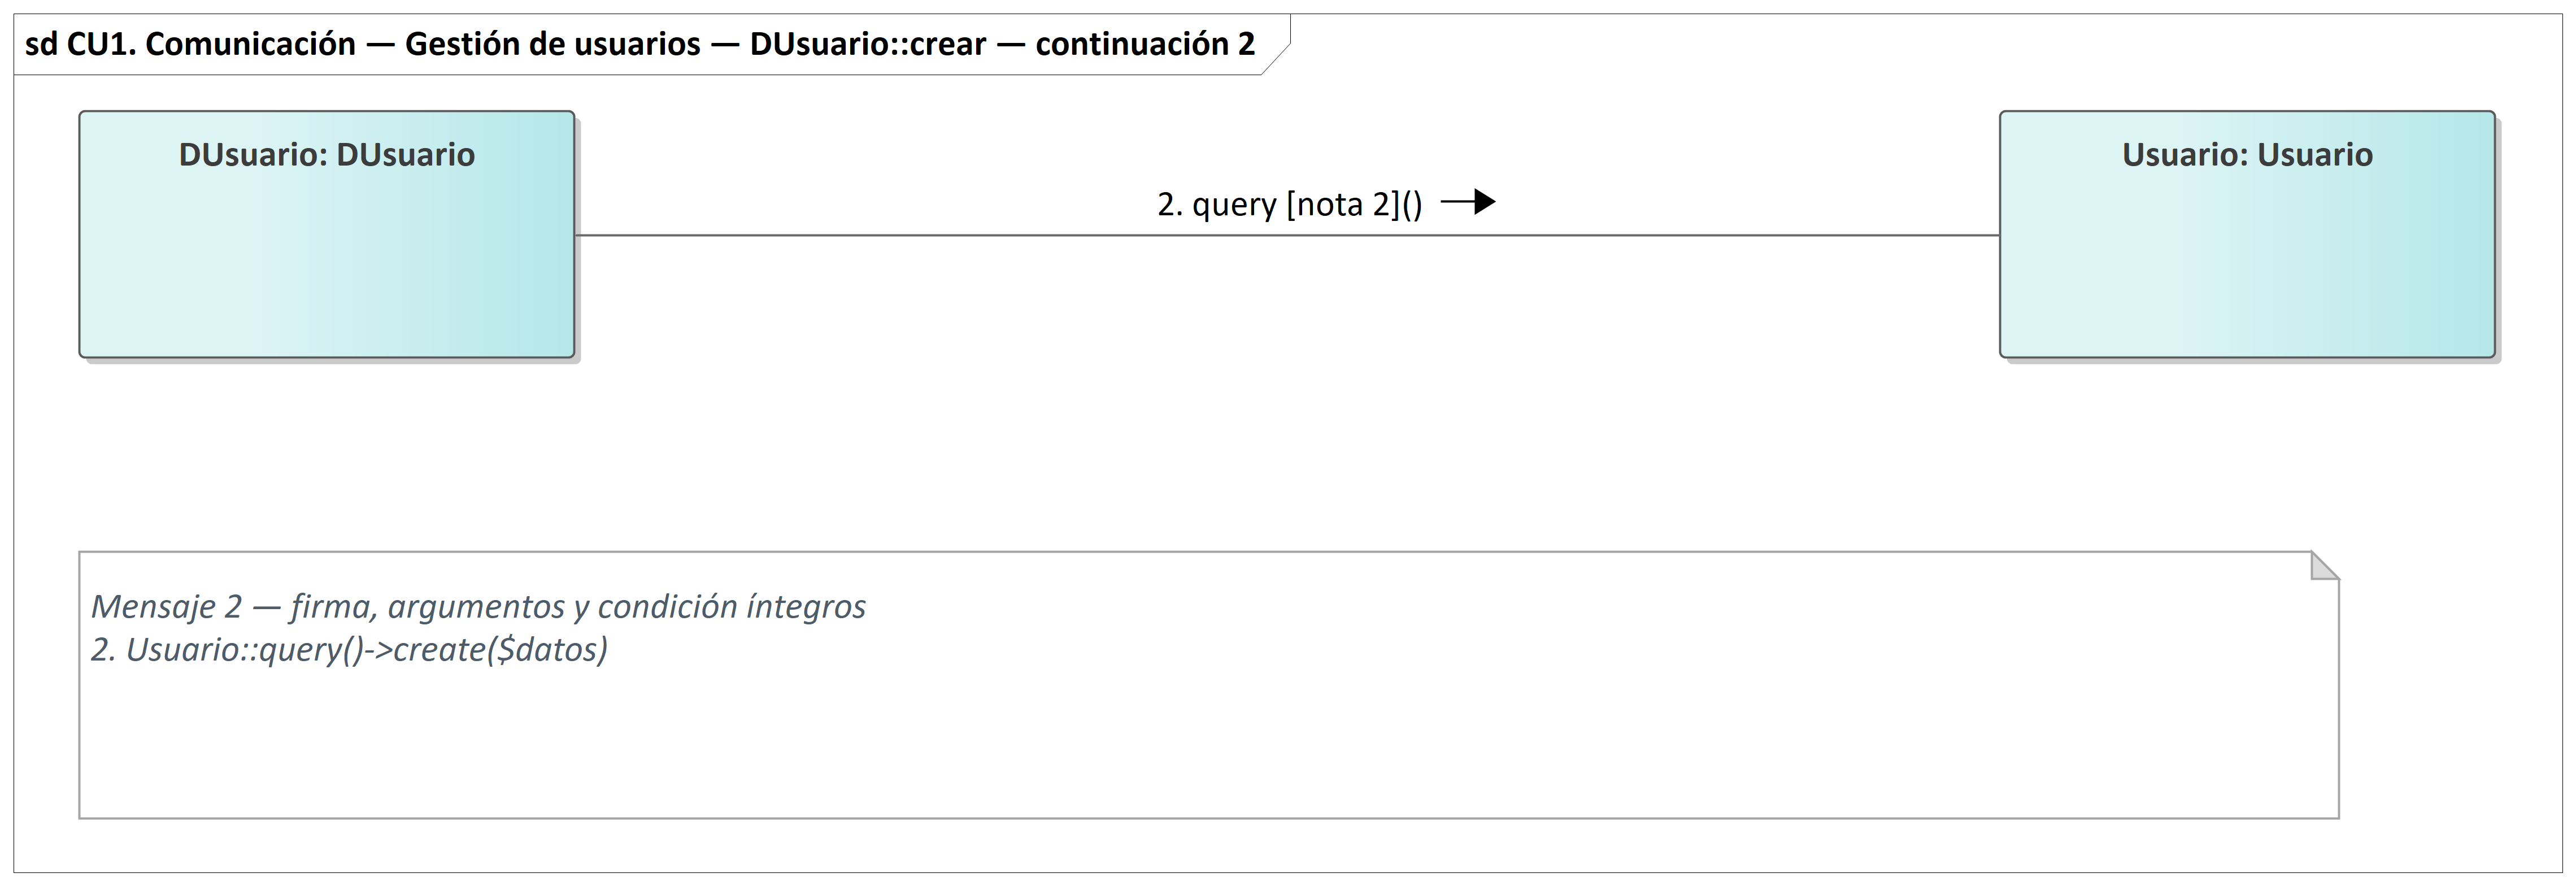 sd CU1. Comunicación — Gestión de usuarios — DUsuario::crear — continuación 2
DUsuario: DUsuario
Usuario: Usuario
2. query [nota 2]()
Mensaje 2 — firma, argumentos y condición íntegros
2. Usuario::query()->create($datos)